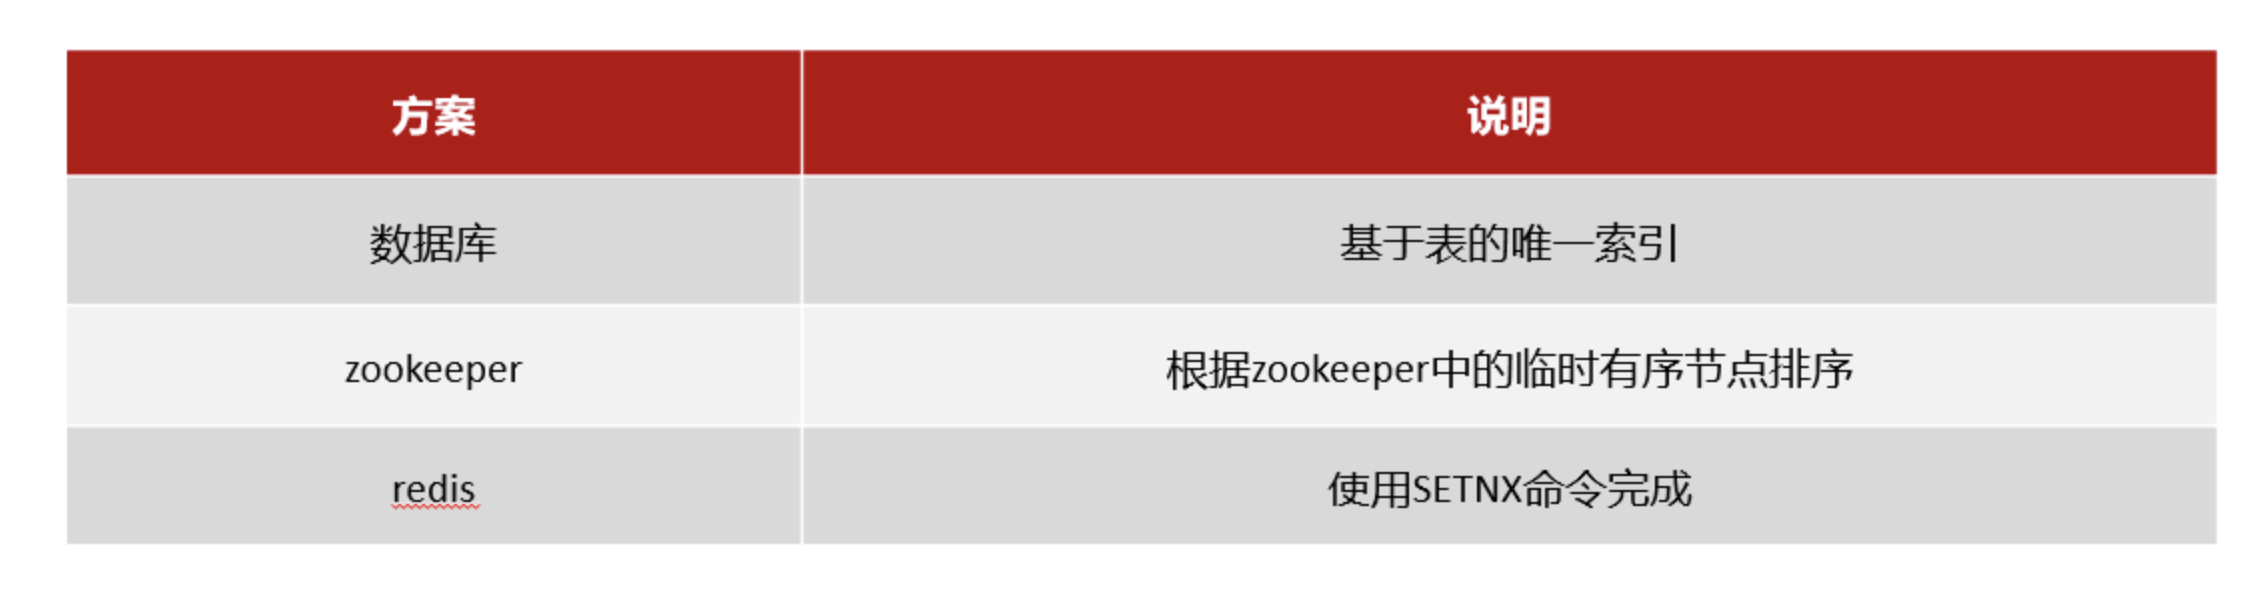 方案 说明
数据库 基于表的唯一索引
zookeeper 根据zookeeper中的临时有序节点排序
redis 使用SETNX命令完成